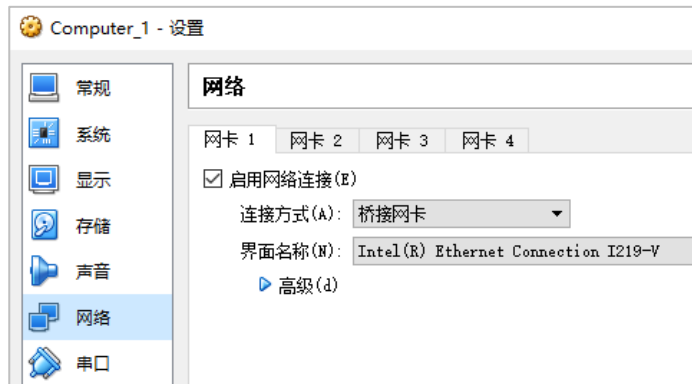 Computer_1 - 设置
常规
系统
显示
存储
声音
网络
串口
网络
网卡 1 网卡 2 网卡 3 网卡 4
启用网络连接(E)
连接方式(A): 桥接网卡
界面名称(N): Intel(R) Ethernet Connection I219-V
高级(d)